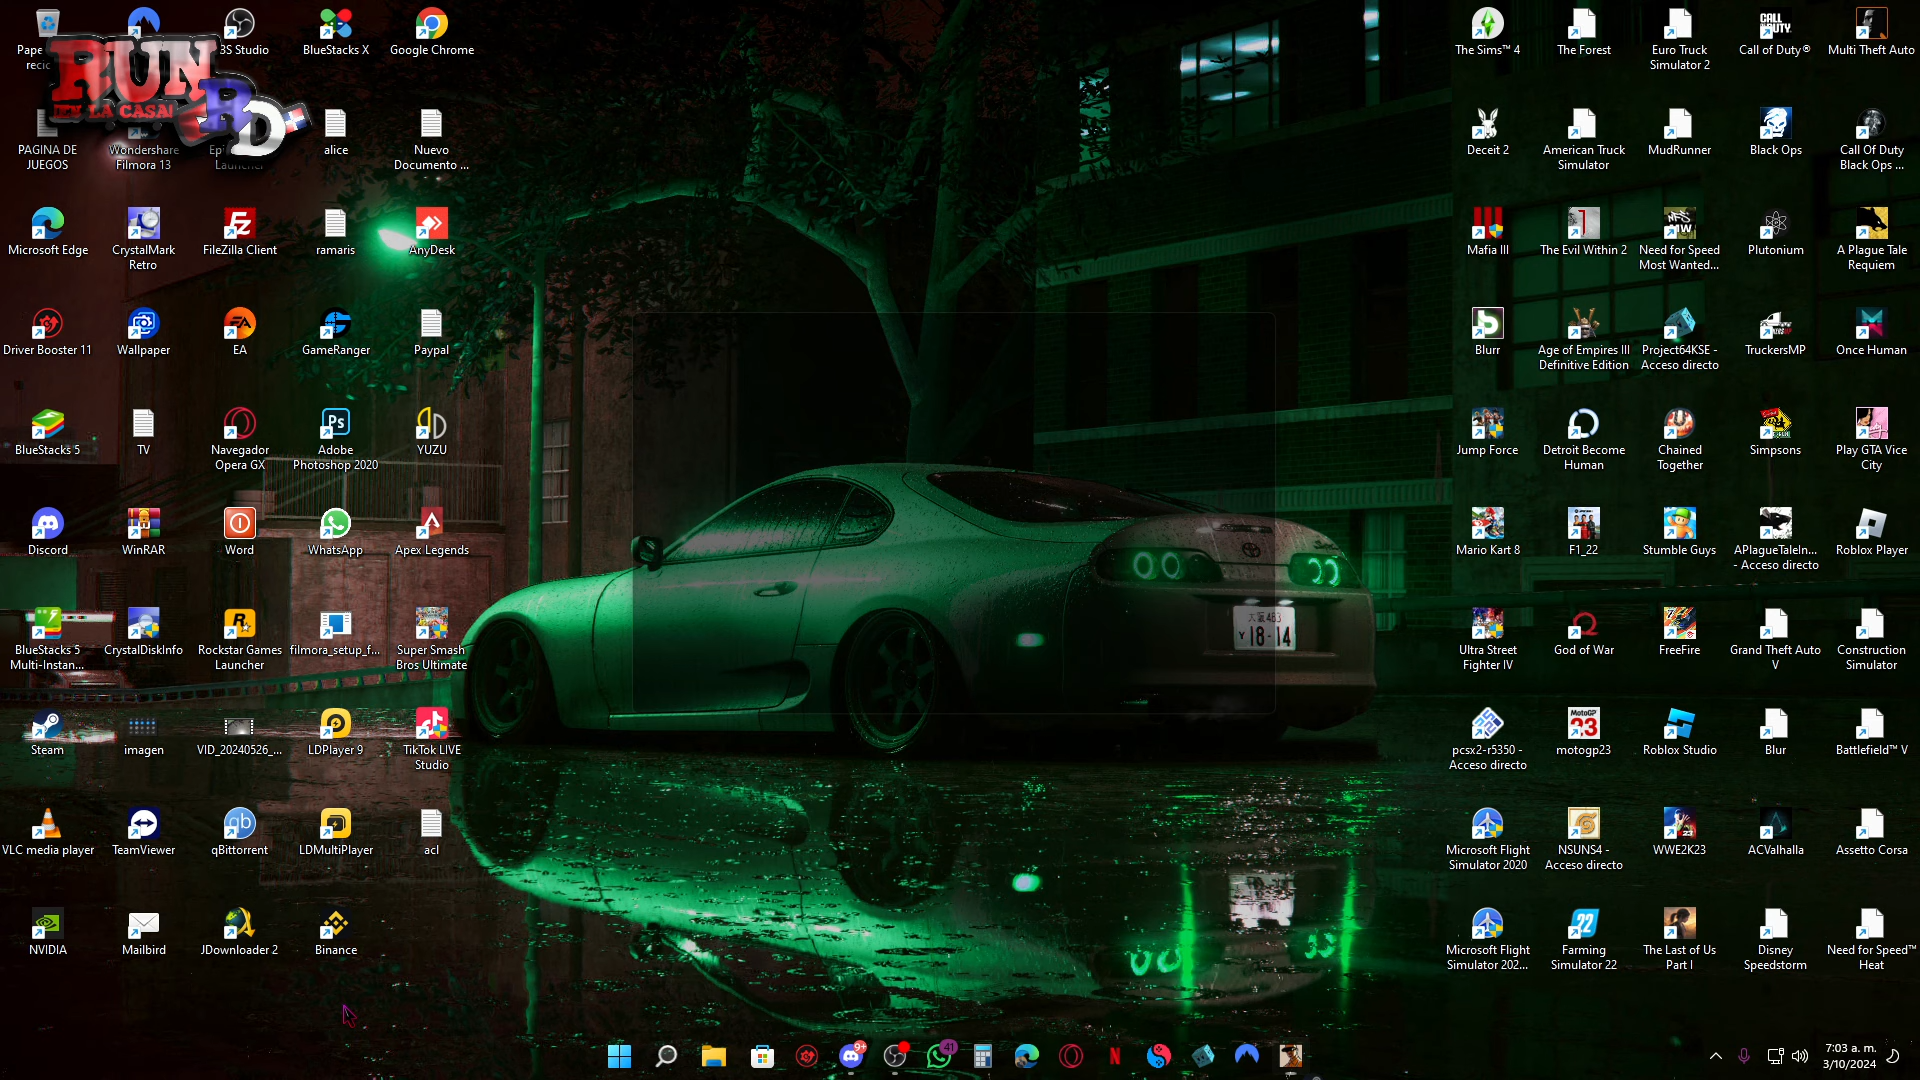 BS Studio
BlueStacks X
Google Chrome
RUN
¡EN LA CASA!
RD
PAGINA DE
JUEGOS
Wondershare
Filmora 13
Launcher
alice
Nuevo
Documento ...
Microsoft Edge
CrystalMark
Retro
FileZilla Client
ramaris
AnyDesk
Driver Booster 11
Wallpaper
EA
GameRanger
Paypal
BlueStacks 5
TV
Navegador
Opera GX
Adobe
Photoshop 2020
YUZU
Discord
WinRAR
Word
WhatsApp
Apex Legends
BlueStacks 5
Multi-Instan...
CrystalDiskInfo
Rockstar Games
Launcher
filmora_setup_f...
Super Smash
Bros Ultimate
Steam
imagen
VID_20240526_...
LDPlayer 9
TikTok LIVE
Studio
VLC media player
TeamViewer
qBittorrent
LDMultiPlayer
acl
NVIDIA
Mailbird
JDownloader 2
Binance
The Sims™ 4
The Forest
Euro Truck
Simulator 2
Call of Duty®
Multi Theft Auto
Deceit 2
American Truck
Simulator
MudRunner
Black Ops
Call Of Duty
Black Ops ...
Mafia III
The Evil Within 2
Need for Speed
Most Wanted...
Plutonium
A Plague Tale
Requiem
Blurr
Age of Empires III
Definitive Edition
Project64KSE -
Acceso directo
TruckersMP
Once Human
Jump Force
Detroit Become
Human
Chained
Together
Simpsons
Play GTA Vice
City
Mario Kart 8
F1_22
Stumble Guys
APlagueTaleIn...
- Acceso directo
Roblox Player
Ultra Street
Fighter IV
God of War
FreeFire
Grand Theft Auto
V
Construction
Simulator
pcsx2-r5350 -
Acceso directo
motogp23
Roblox Studio
Blur
Battlefield™ V
Microsoft Flight
Simulator 2020
NSUNS4 -
Acceso directo
WWE2K23
ACValhalla
Assetto Corsa
Microsoft Flight
Simulator 202...
Farming
Simulator 22
The Last of Us
Part I
Disney
Speedstorm
Need for Speed™
Heat
18-14
9+
41
7:03 a. m.
3/10/2024